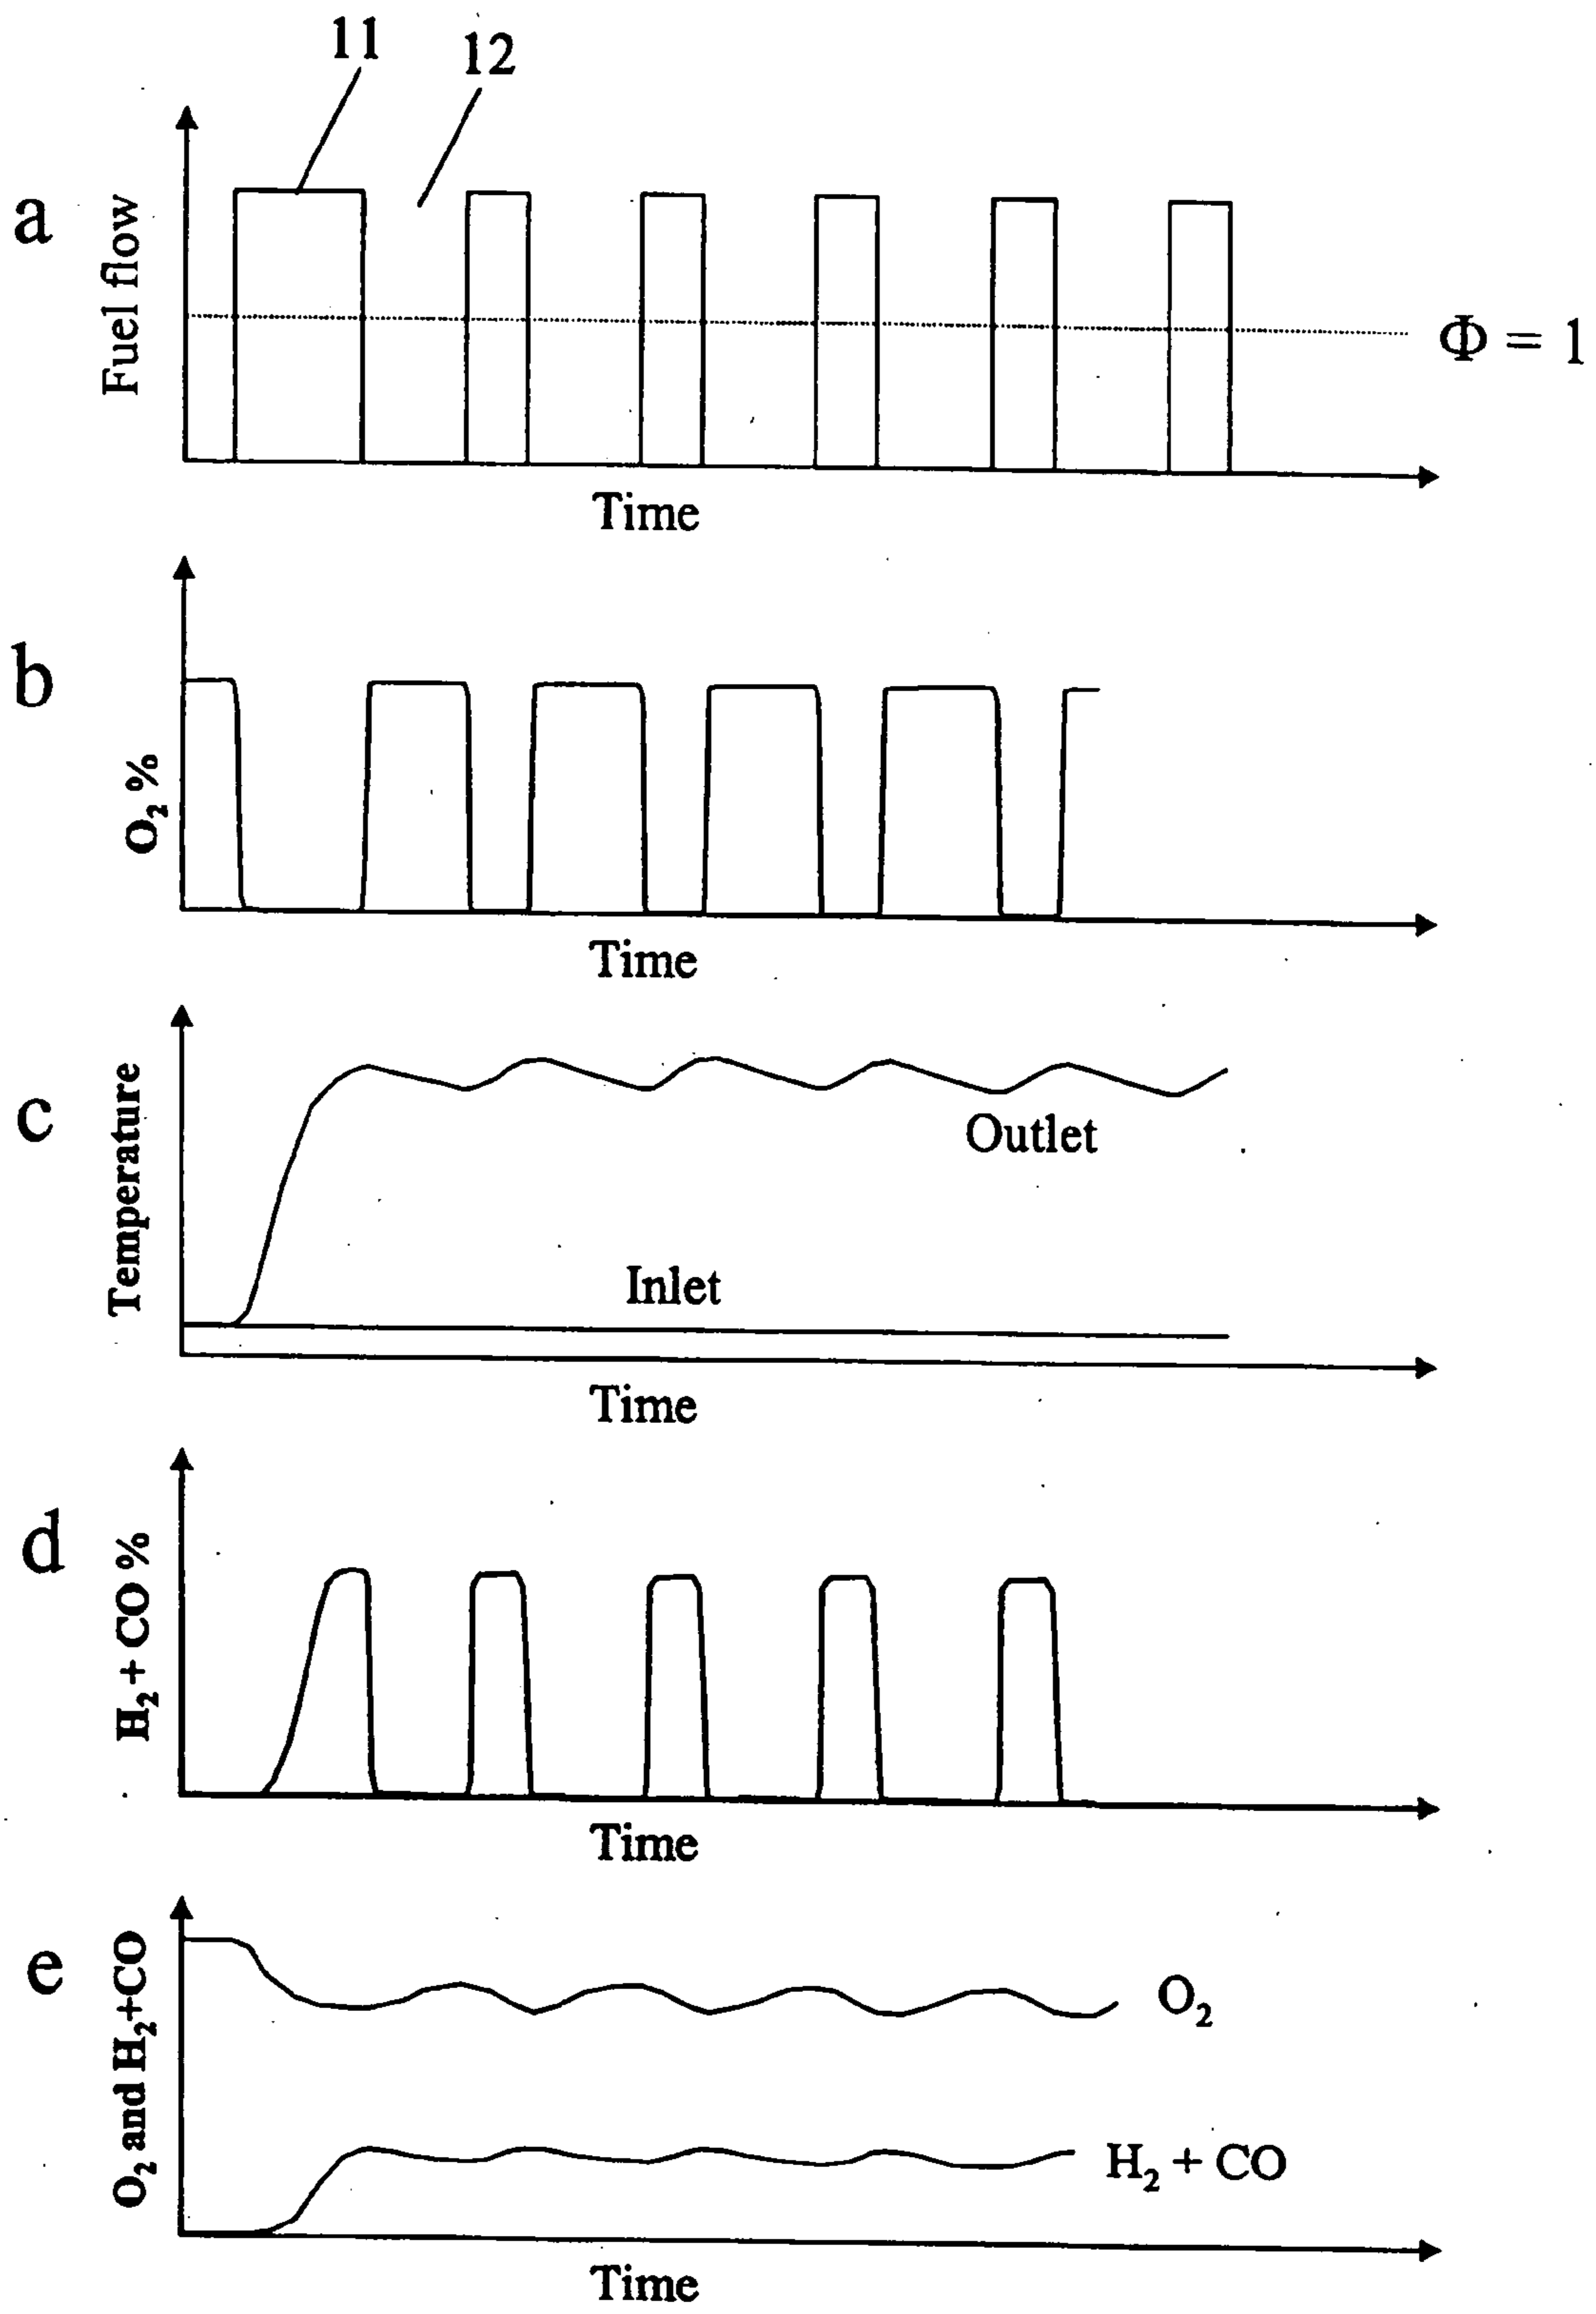 11
12
a
Fuel flow
Φ = 1
Time
b
O₂ %
Time
c
Temperature
Outlet
Inlet
Time
d
H₂ + CO %
Time
e
O₂ and H₂+CO
O₂
H₂ + CO
Time